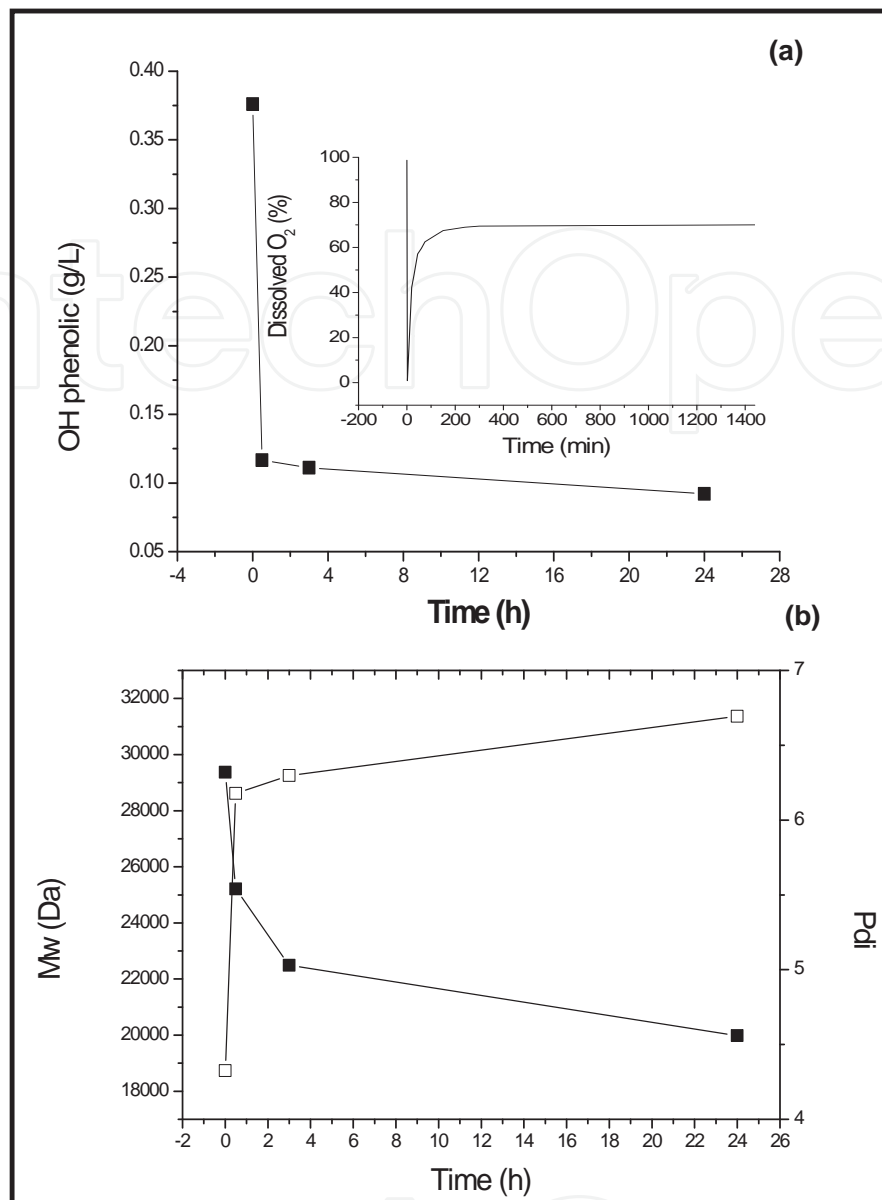 (a)
0.40
0.35
0.30
0.25
0.20
0.15
0.10
0.05
OH phenolic (g/L)
-4 0 4 8 12 16 20 24 28
Time (h)
100
80
60
40
20
0
Dissolved O2 (%)
-200 0 200 400 600 800 1000 1200 1400
Time (min)
(b)
32000
30000
28000
26000
24000
22000
20000
18000
Mw (Da)
7
6
5
4
Pdi
-2 0 2 4 6 8 10 12 14 16 18 20 22 24 26
Time (h)
ntechOpe